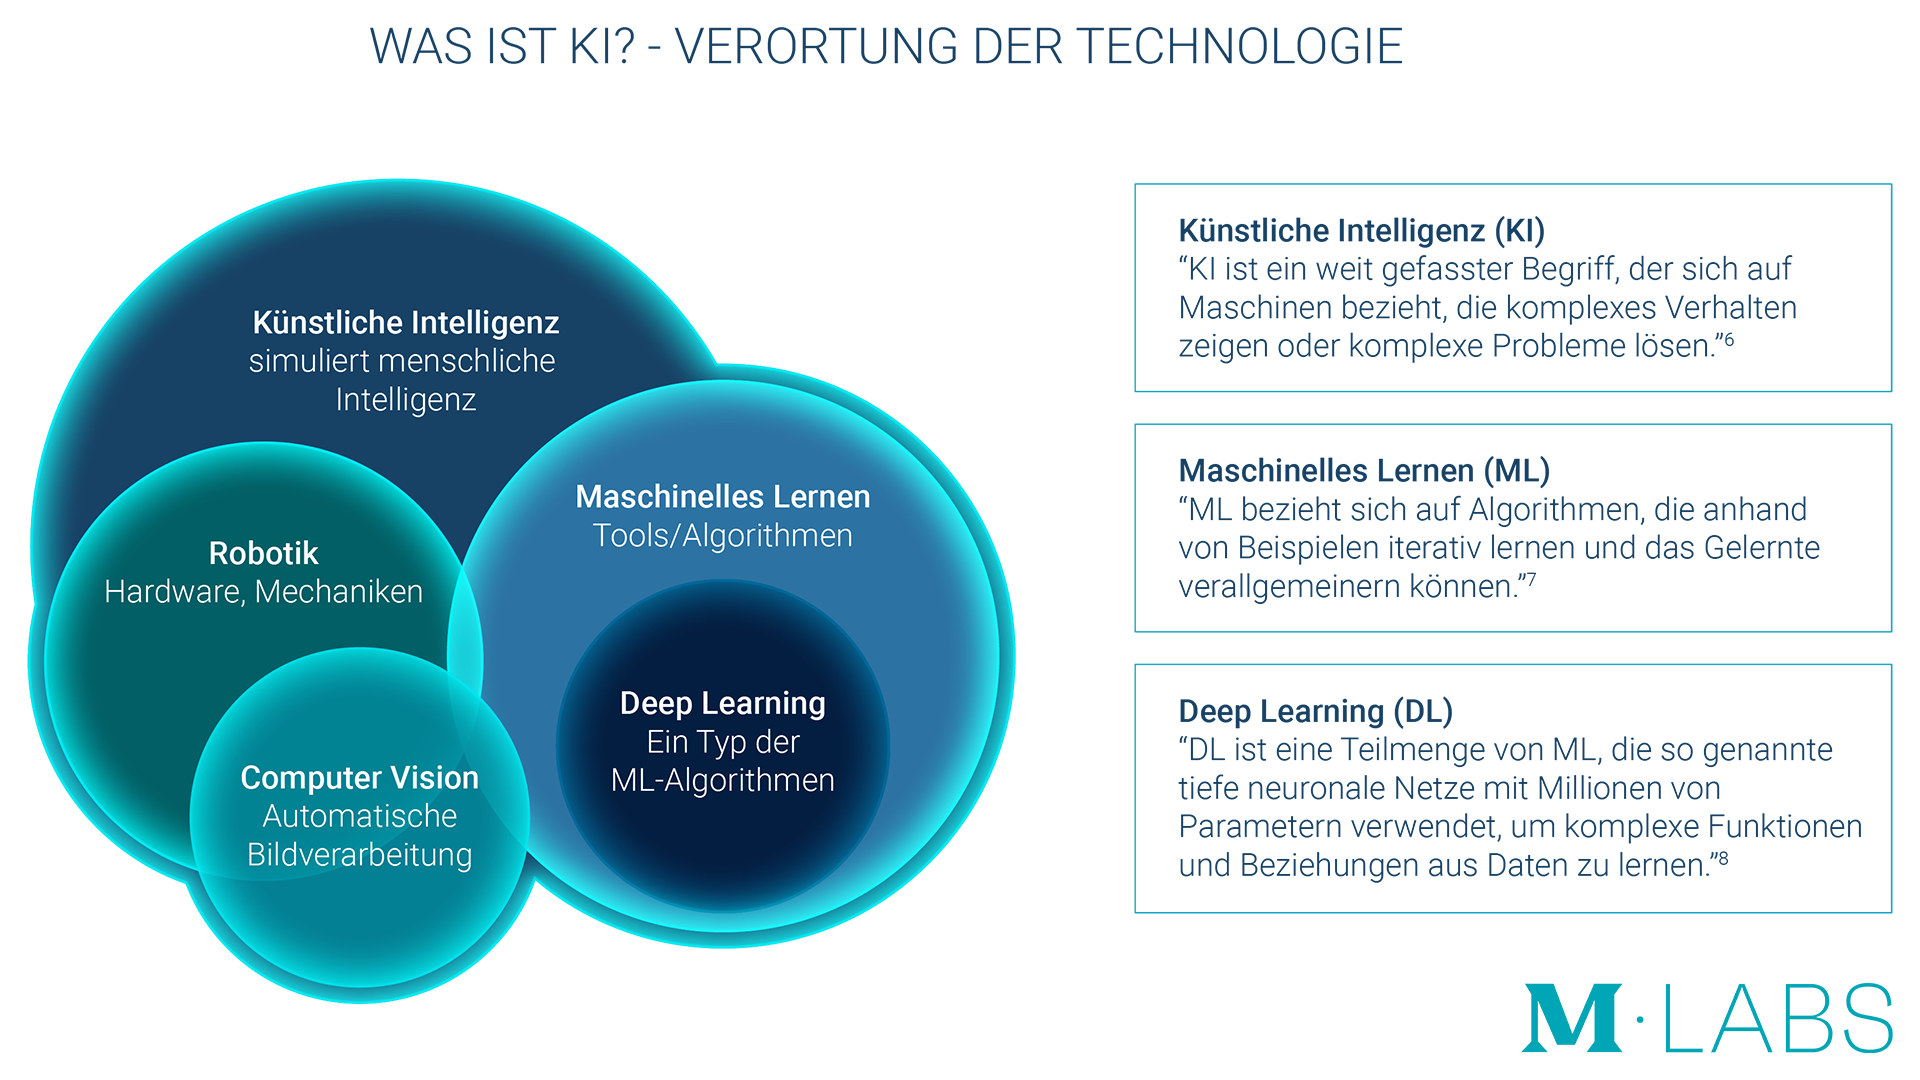 WAS IST KI? - VERORTUNG DER TECHNOLOGIE
Künstliche Intelligenz
simuliert menschliche
Intelligenz
Robotik
Hardware, Mechaniken
Maschinelles Lernen
Tools/Algorithmen
Deep Learning
Ein Typ der
ML-Algorithmen
Computer Vision
Automatische
Bildverarbeitung
Künstliche Intelligenz (KI)
“KI ist ein weit gefasster Begriff, der sich auf
Maschinen bezieht, die komplexes Verhalten
zeigen oder komplexe Probleme lösen.”⁶
Maschinelles Lernen (ML)
“ML bezieht sich auf Algorithmen, die anhand
von Beispielen iterativ lernen und das Gelernte
verallgemeinern können.”⁷
Deep Learning (DL)
“DL ist eine Teilmenge von ML, die so genannte
tiefe neuronale Netze mit Millionen von
Parametern verwendet, um komplexe Funktionen
und Beziehungen aus Daten zu lernen.”⁸
M·LABS